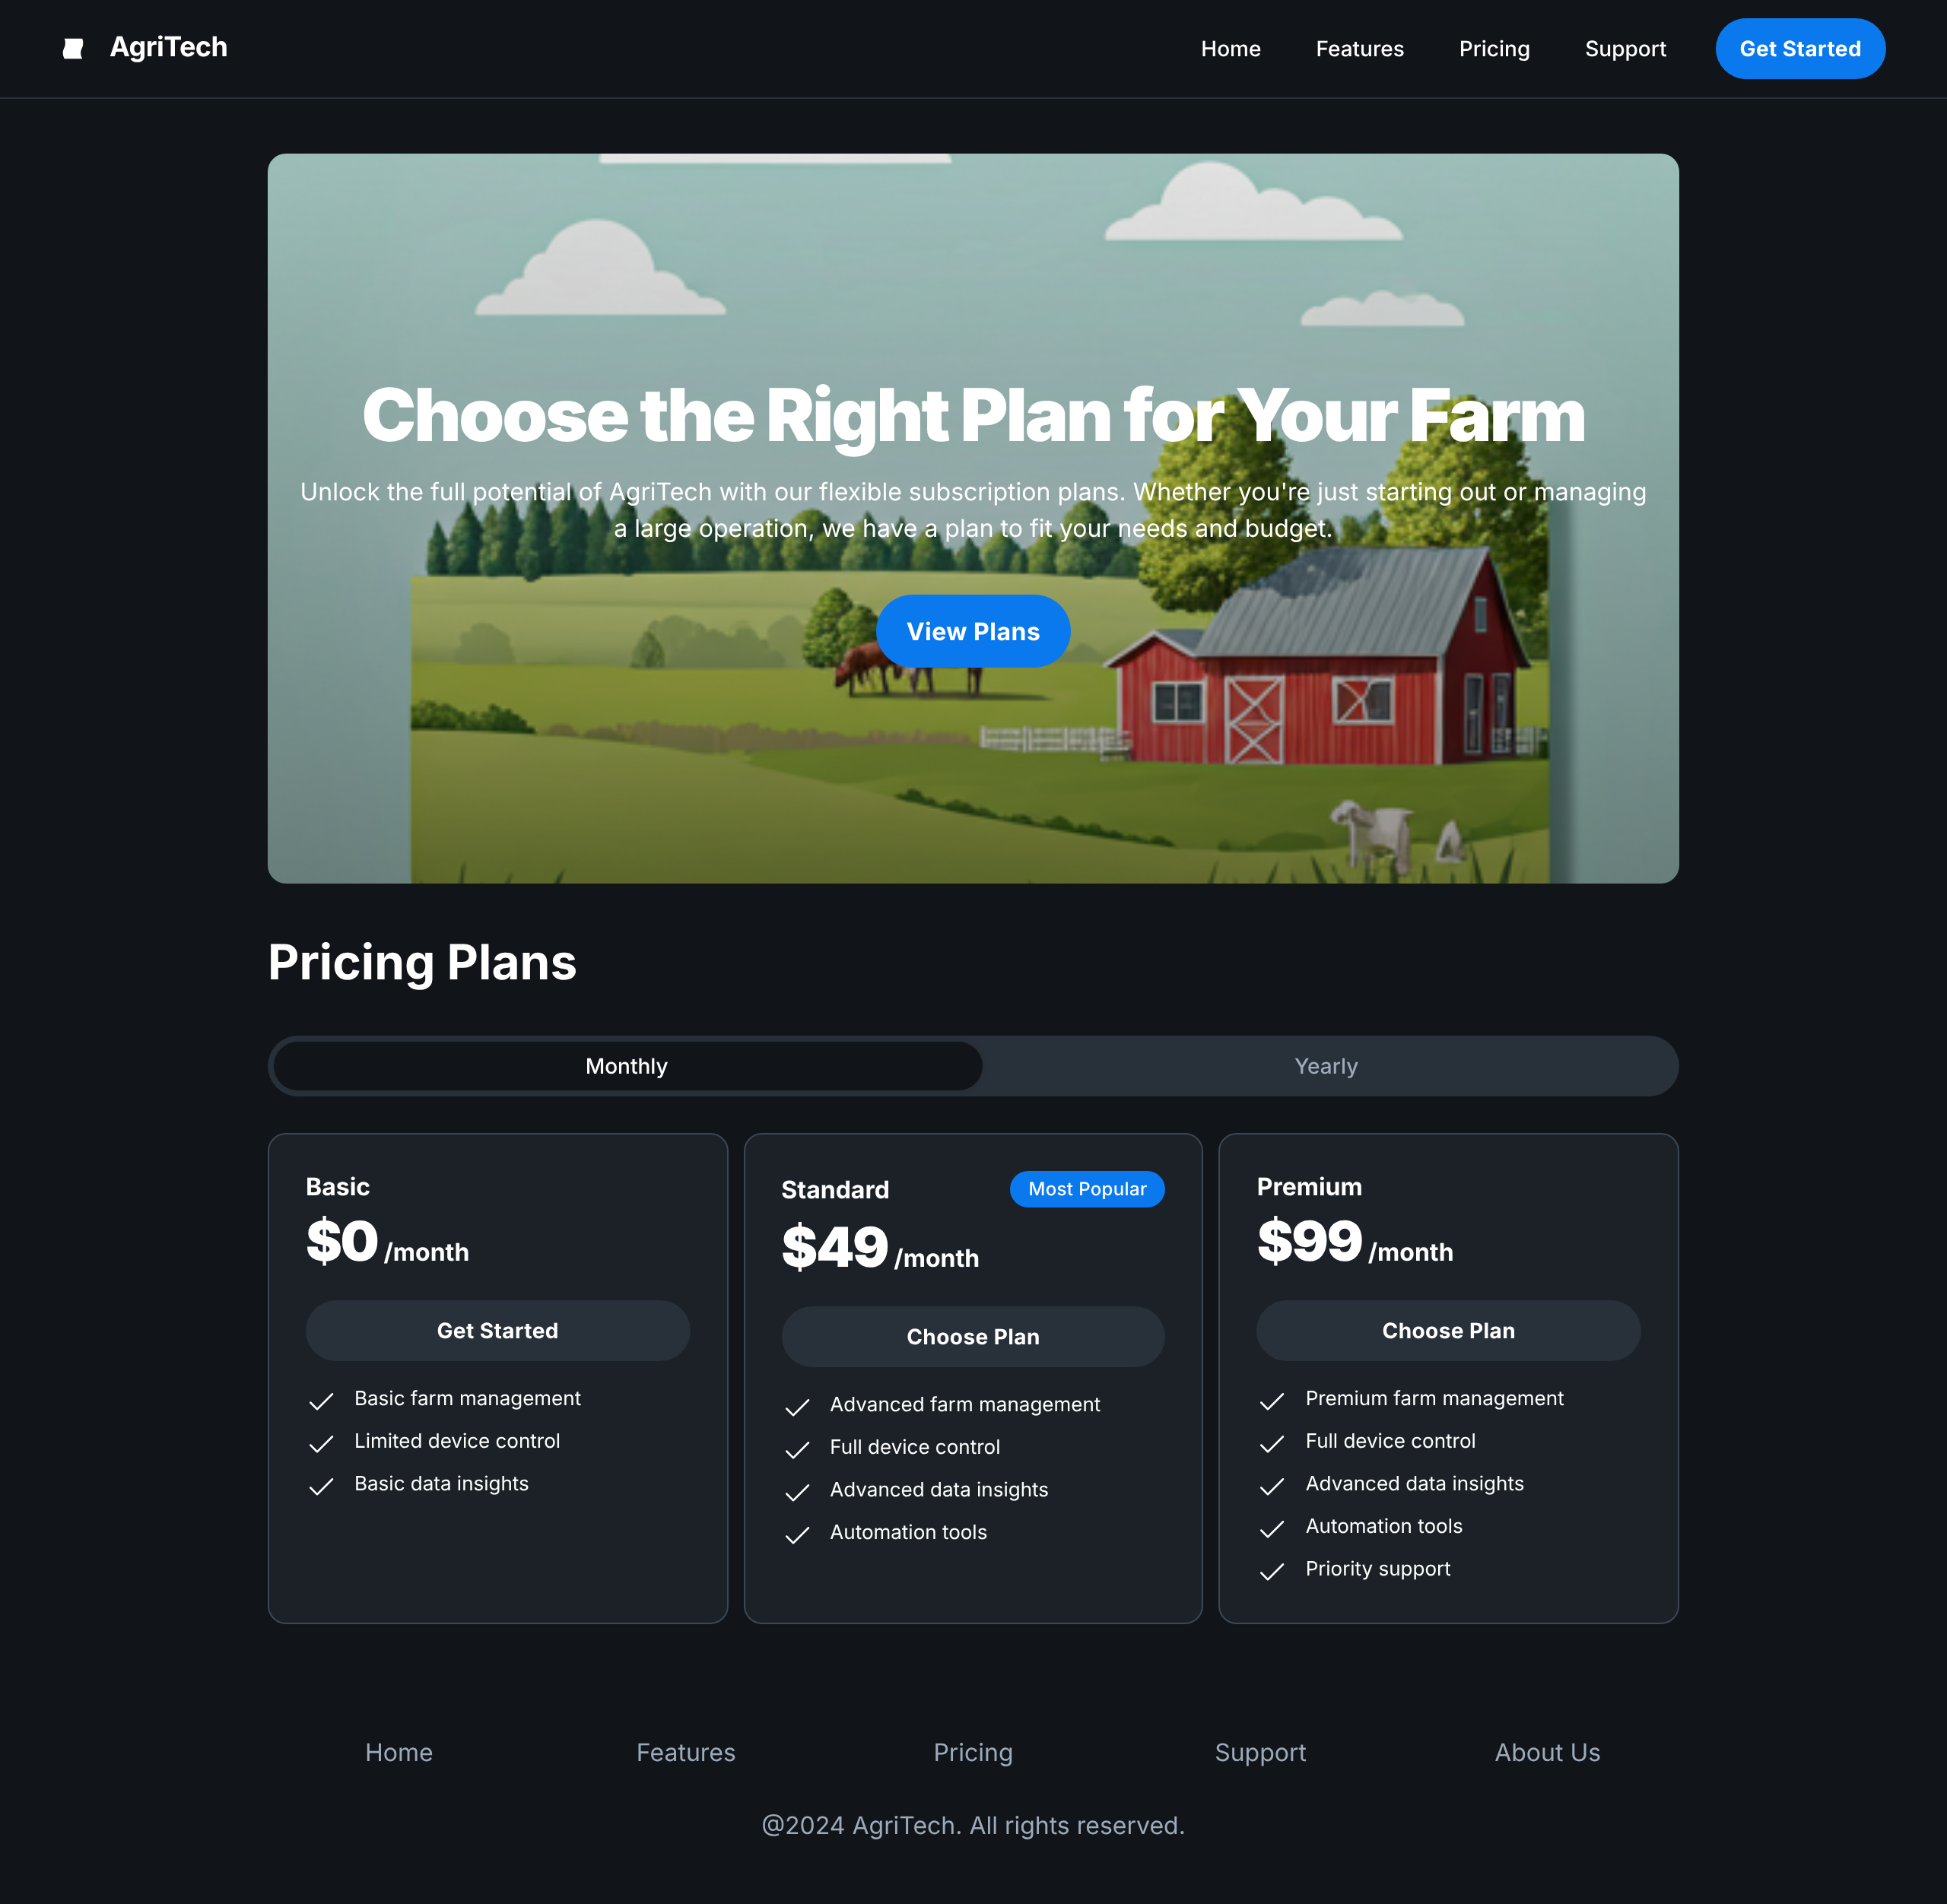 AgriTech
Home
Features
Pricing
Support
Get Started
Choose the Right Plan for Your Farm
Unlock the full potential of AgriTech with our flexible subscription plans. Whether you're just starting out or managing
a large operation, we have a plan to fit your needs and budget.
View Plans
Pricing Plans
Monthly
Yearly
Basic
$0 /month
Get Started
Basic farm management
Limited device control
Basic data insights
Standard
Most Popular
$49 /month
Choose Plan
Advanced farm management
Full device control
Advanced data insights
Automation tools
Premium
$99 /month
Choose Plan
Premium farm management
Full device control
Advanced data insights
Automation tools
Priority support
Home
Features
Pricing
Support
About Us
@2024 AgriTech. All rights reserved.